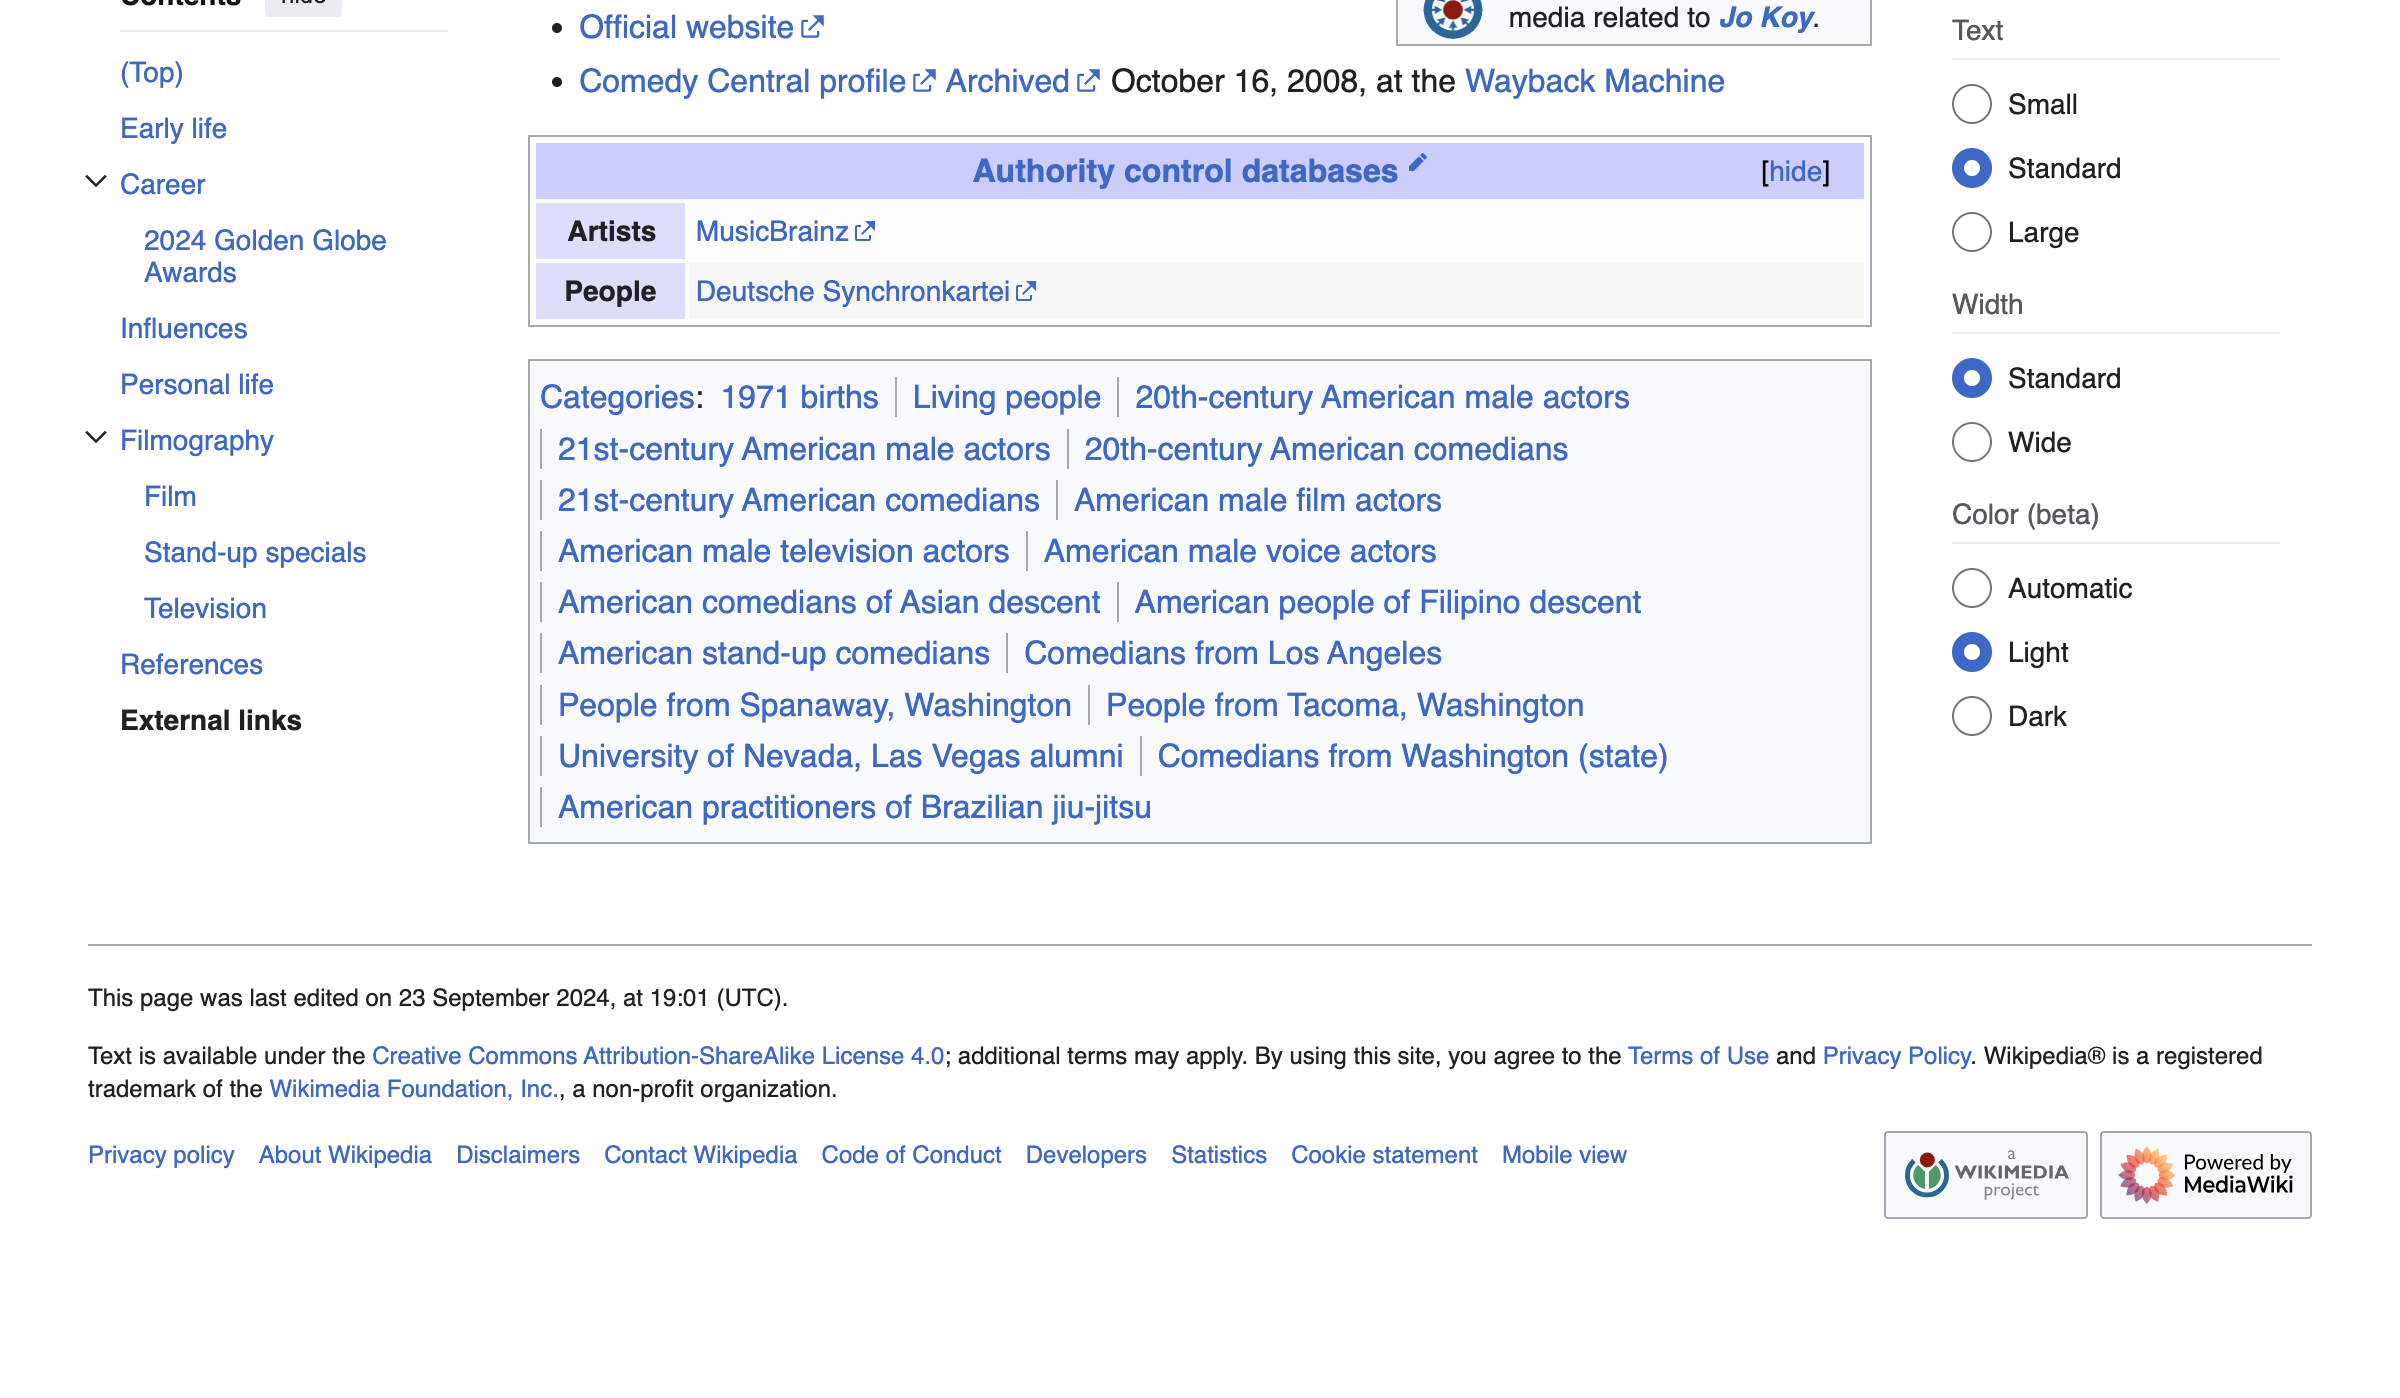 Contents hide
(Top)
Early life
Career
2024 Golden Globe
Awards
Influences
Personal life
Filmography
Film
Stand-up specials
Television
References
External links
Official website
media related to Jo Koy.
Comedy Central profile Archived October 16, 2008, at the Wayback Machine
Authority control databases [hide]
Artists MusicBrainz
People Deutsche Synchronkartei
Categories: 1971 births Living people 20th-century American male actors
21st-century American male actors 20th-century American comedians
21st-century American comedians American male film actors
American male television actors American male voice actors
American comedians of Asian descent American people of Filipino descent
American stand-up comedians Comedians from Los Angeles
People from Spanaway, Washington People from Tacoma, Washington
University of Nevada, Las Vegas alumni Comedians from Washington (state)
American practitioners of Brazilian jiu-jitsu
Text
Small
Standard
Large
Width
Standard
Wide
Color (beta)
Automatic
Light
Dark
This page was last edited on 23 September 2024, at 19:01 (UTC).
Text is available under the Creative Commons Attribution-ShareAlike License 4.0; additional terms may apply. By using this site, you agree to the Terms of Use and Privacy Policy. Wikipedia® is a registered
trademark of the Wikimedia Foundation, Inc., a non-profit organization.
Privacy policy About Wikipedia Disclaimers Contact Wikipedia Code of Conduct Developers Statistics Cookie statement Mobile view
a
WIKIMEDIA
project
Powered by
MediaWiki